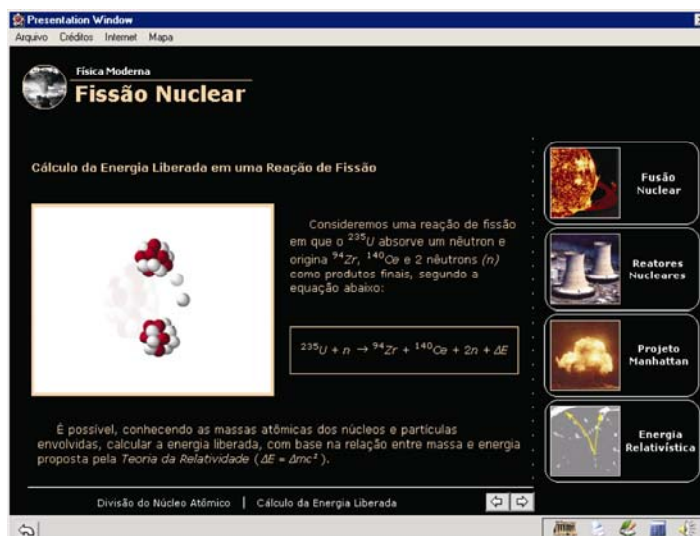 Presentation Window
Arquivo Créditos Internet Mapa
Física Moderna
Fissão Nuclear
Cálculo da Energia Liberada em uma Reação de Fissão
Consideremos uma reação de fissão
em que o ²³⁵U absorve um nêutron e
origina ⁹⁴Zr, ¹⁴⁰Ce e 2 nêutrons (n)
como produtos finais, segundo a
equação abaixo:
²³⁵U + n → ⁹⁴Zr + ¹⁴⁰Ce + 2n + ΔE
É possível, conhecendo as massas atômicas dos núcleos e partículas
envolvidas, calcular a energia liberada, com base na relação entre massa e energia
proposta pela Teoria da Relatividade (ΔE = Δmc²).
Fusão
Nuclear
Reatores
Nucleares
Projeto
Manhattan
Energia
Relativística
Divisão do Núcleo Atômico | Cálculo da Energia Liberada